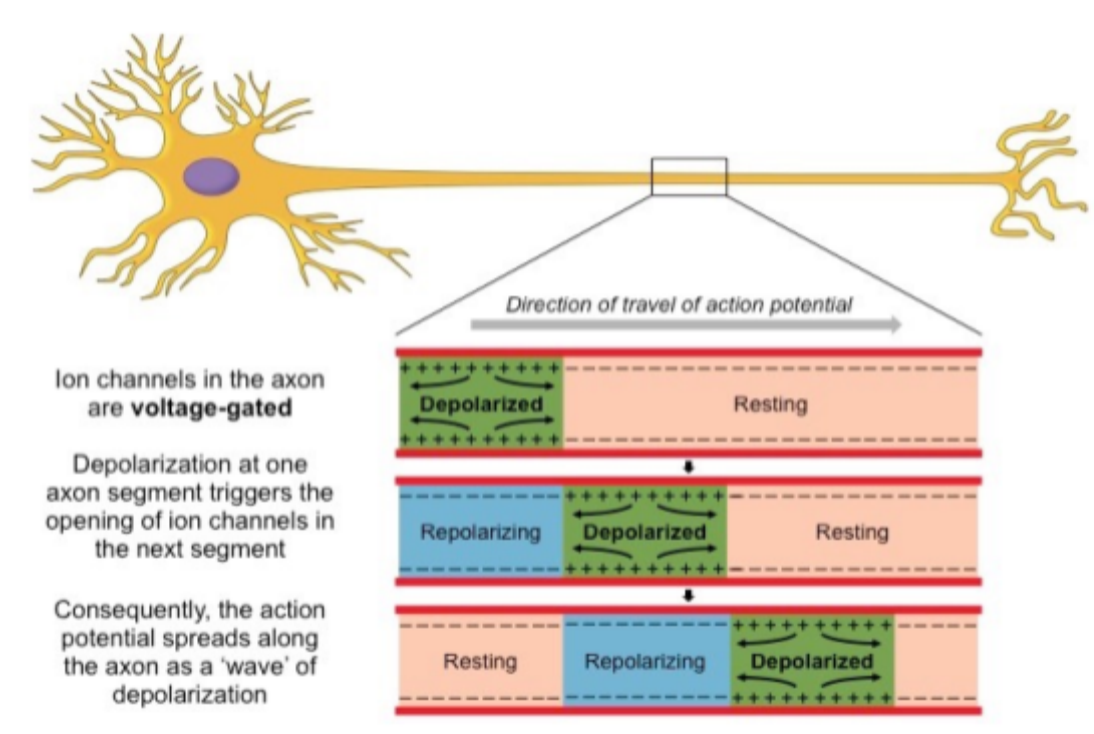 Direction of travel of action potential
Ion channels in the axon
are voltage-gated
Depolarization at one
axon segment triggers the
opening of ion channels in
the next segment
Consequently, the action
potential spreads along
the axon as a 'wave' of
depolarization
+ + + + + + + + + +
Depolarized
Resting
+ + + + + + + + + +
+ + + + + + + + + +
Repolarizing
Depolarized
Resting
+ + + + + + + + + +
+ + + + + + + + + +
Resting
Repolarizing
Depolarized
+ + + + + + + + + +